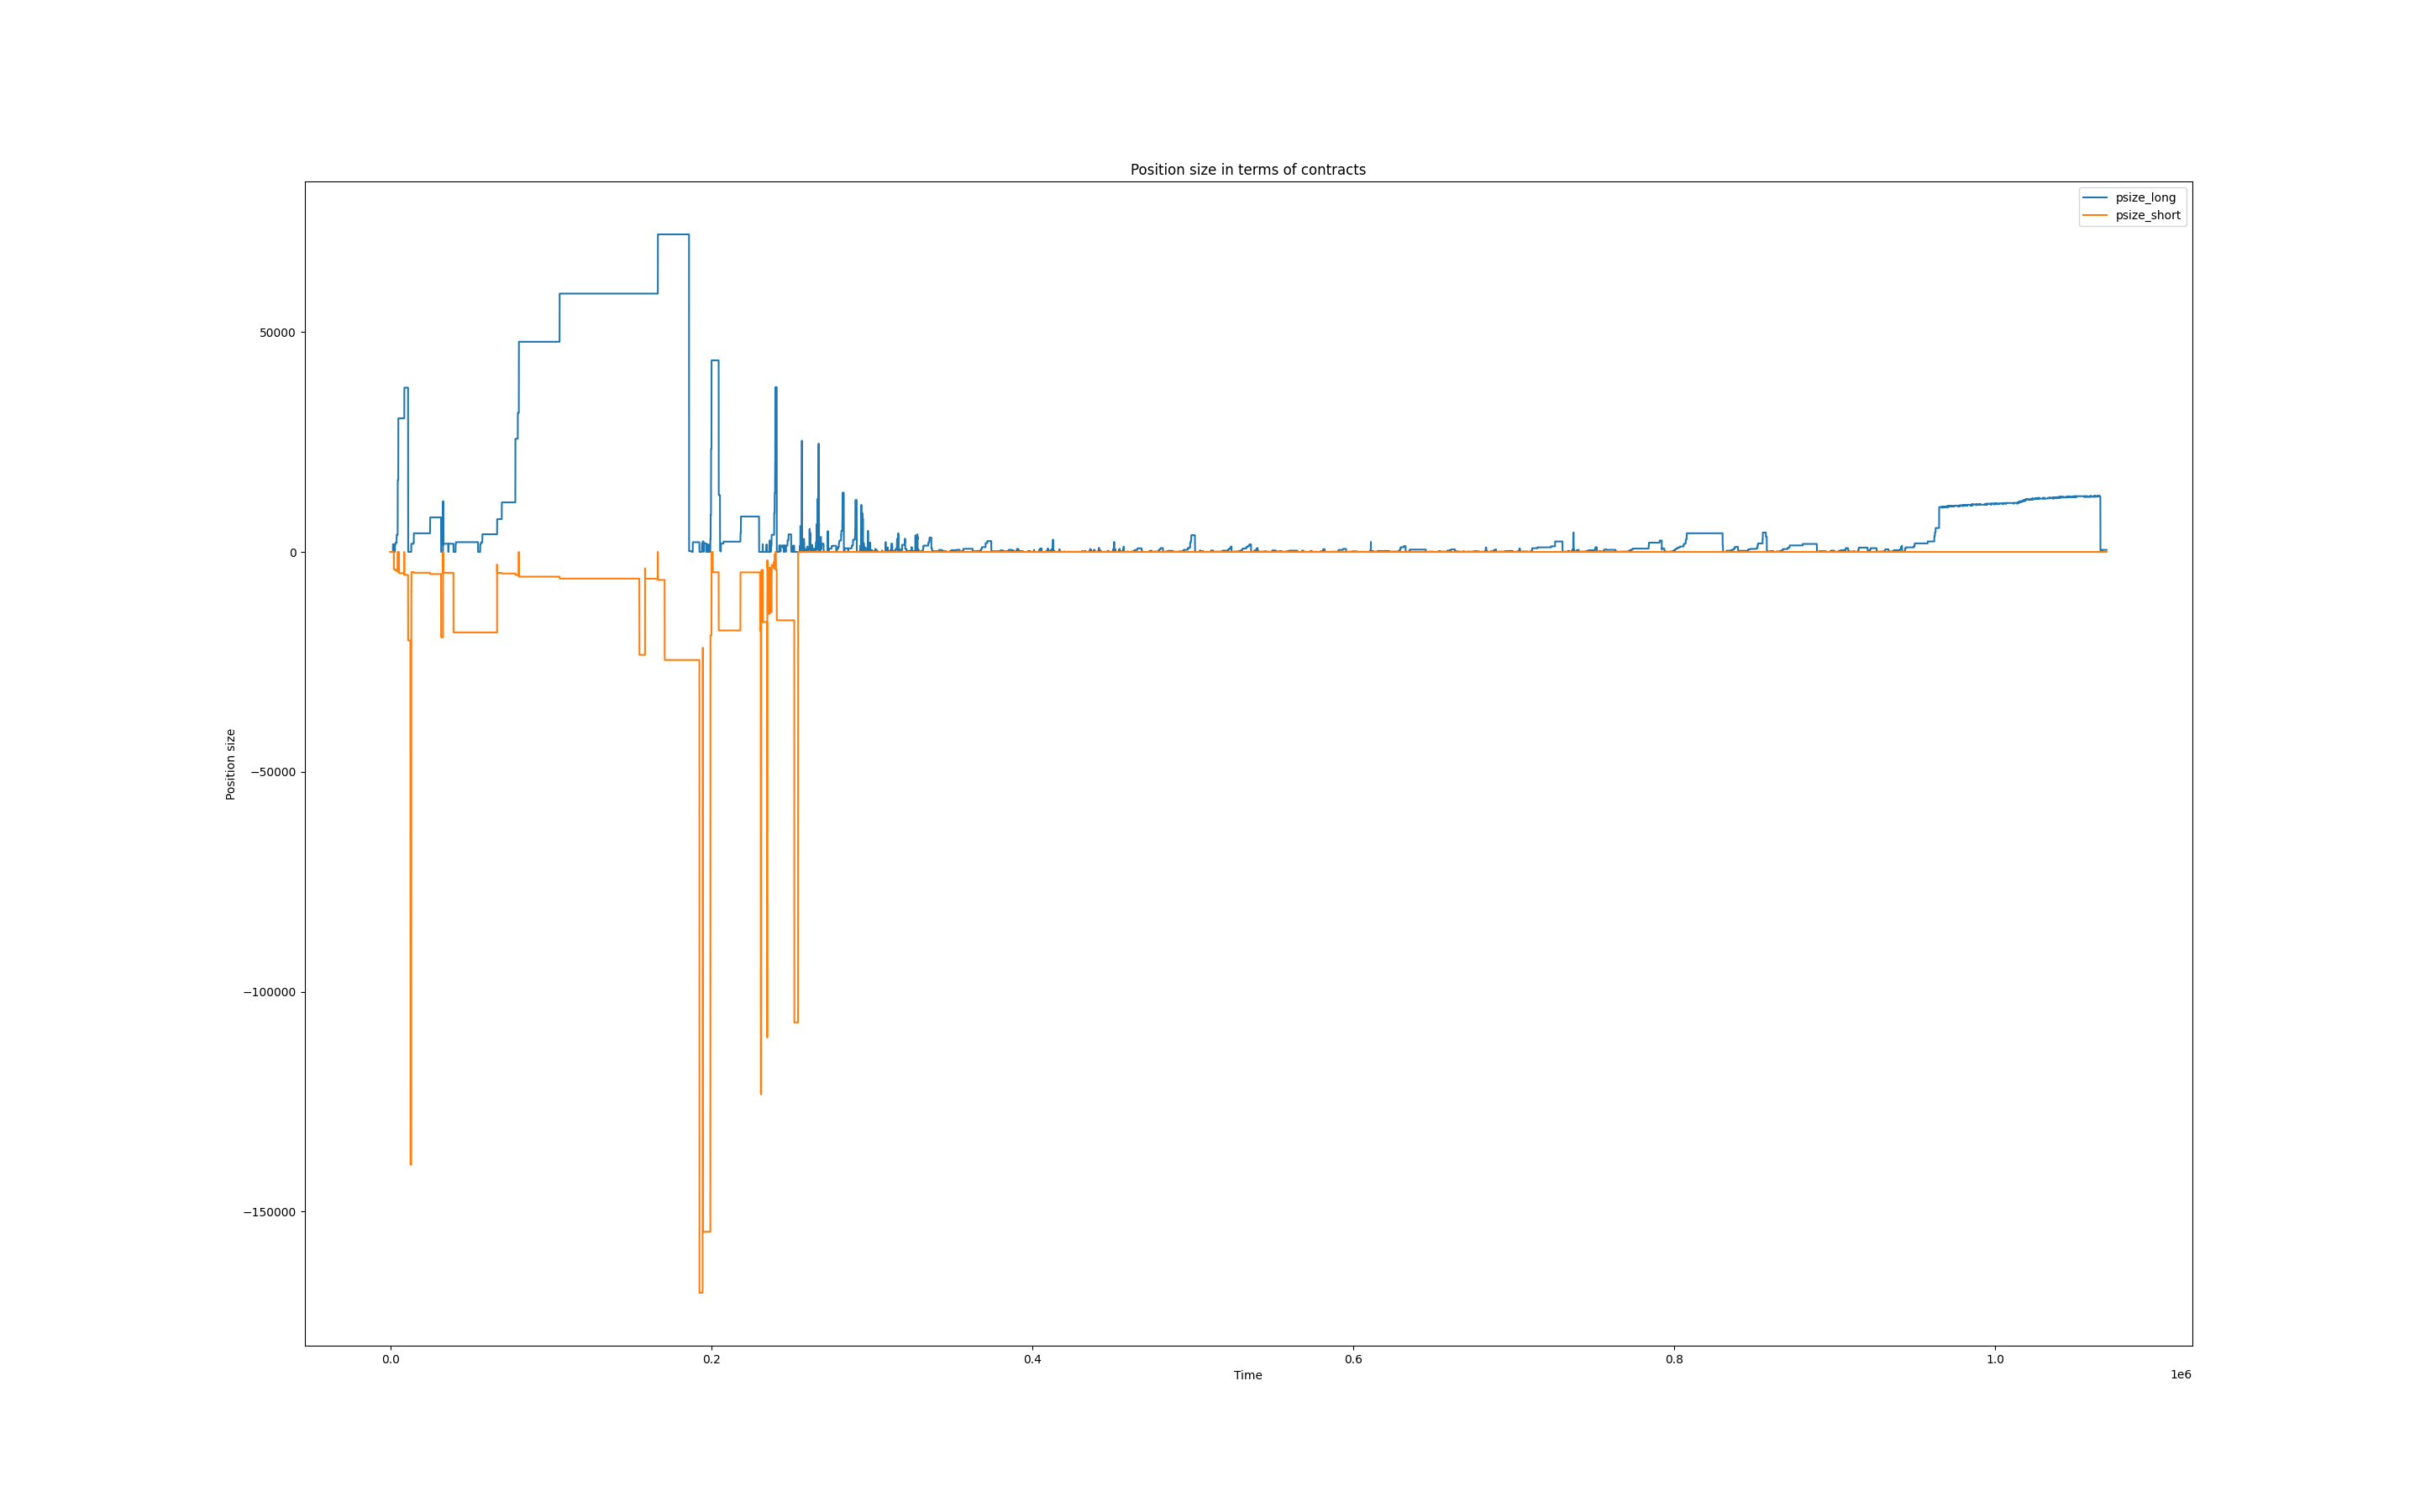 Position size in terms of contracts
psize_long
psize_short
50000
0
−50000
−100000
−150000
Position size
0.0
0.2
0.4
0.6
0.8
1.0
Time
1e6